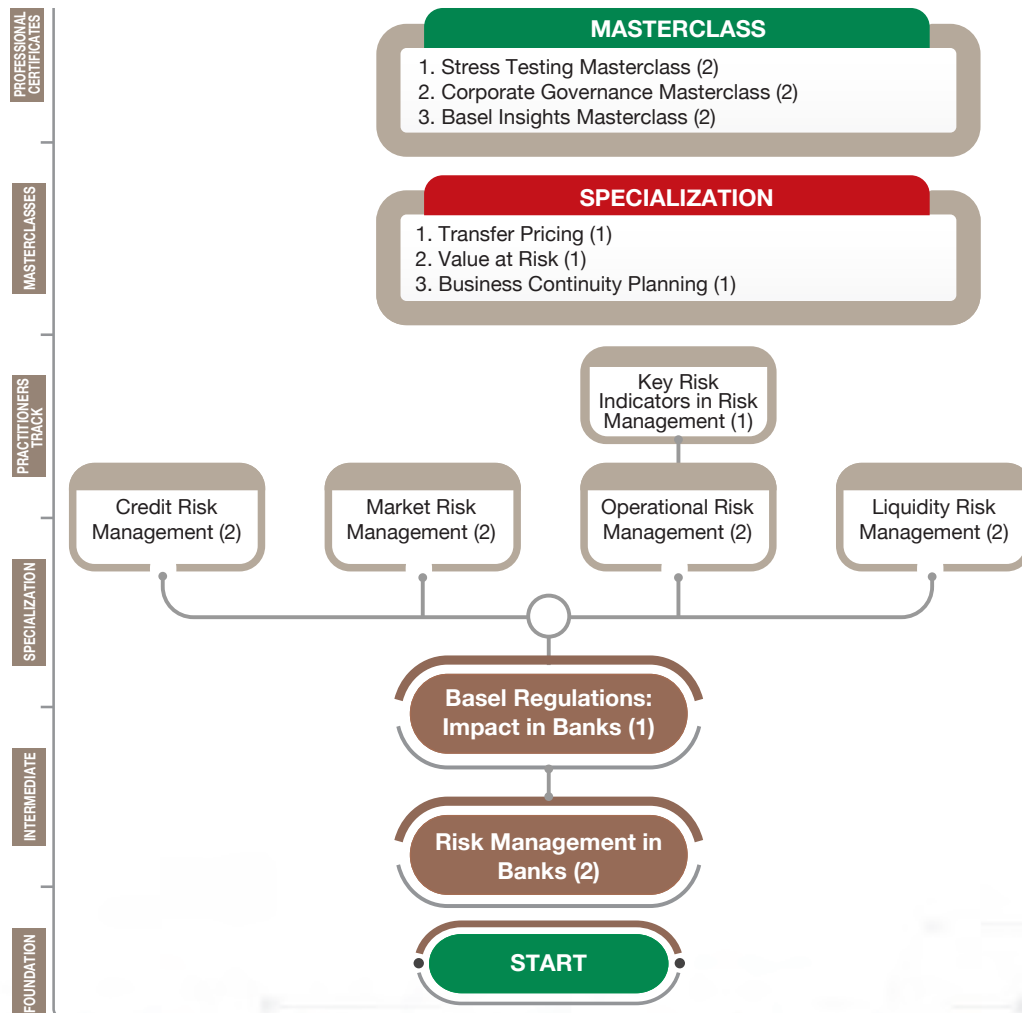 PROFESSIONAL
CERTIFICATES
MASTERCLASS
1. Stress Testing Masterclass (2)
2. Corporate Governance Masterclass (2)
3. Basel Insights Masterclass (2)
MASTERCLASSES
SPECIALIZATION
1. Transfer Pricing (1)
2. Value at Risk (1)
3. Business Continuity Planning (1)
PRACTITIONERS
TRACK
Key Risk
Indicators in Risk
Management (1)
Credit Risk
Management (2)
Market Risk
Management (2)
Operational Risk
Management (2)
Liquidity Risk
Management (2)
SPECIALIZATION
Basel Regulations:
Impact in Banks (1)
INTERMEDIATE
Risk Management in
Banks (2)
FOUNDATION
START